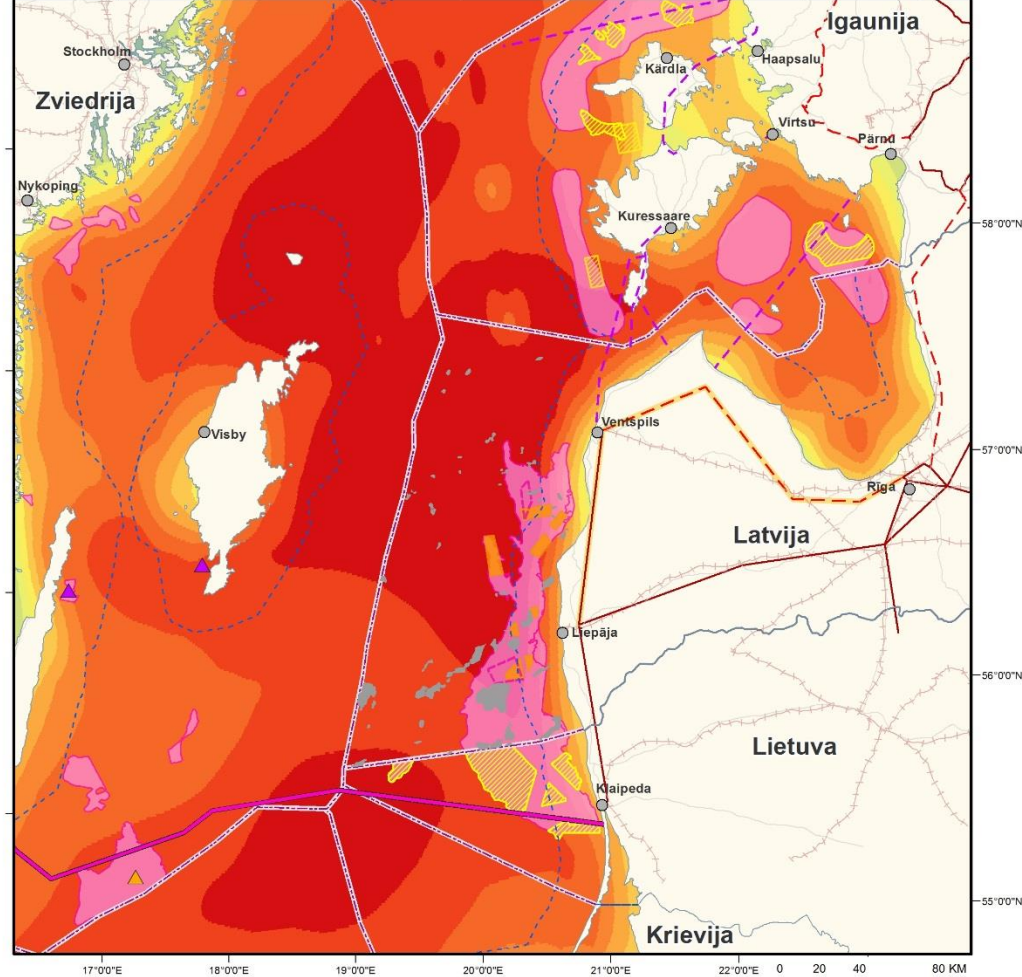 Igaunija
Stockholm
Kärdla
Haapsalu
Zviedrija
Virtsu
Pärnu
Nykoping
Kuressaare
58°0'0"N
Visby
Ventspils
57°0'0"N
Rīga
Latvija
Liepāja
56°0'0"N
Lietuva
Klaipeda
55°0'0"N
Krievija
17°0'0"E
18°0'0"E
19°0'0"E
20°0'0"E
21°0'0"E
22°0'0"E
0 20 40 80 KM